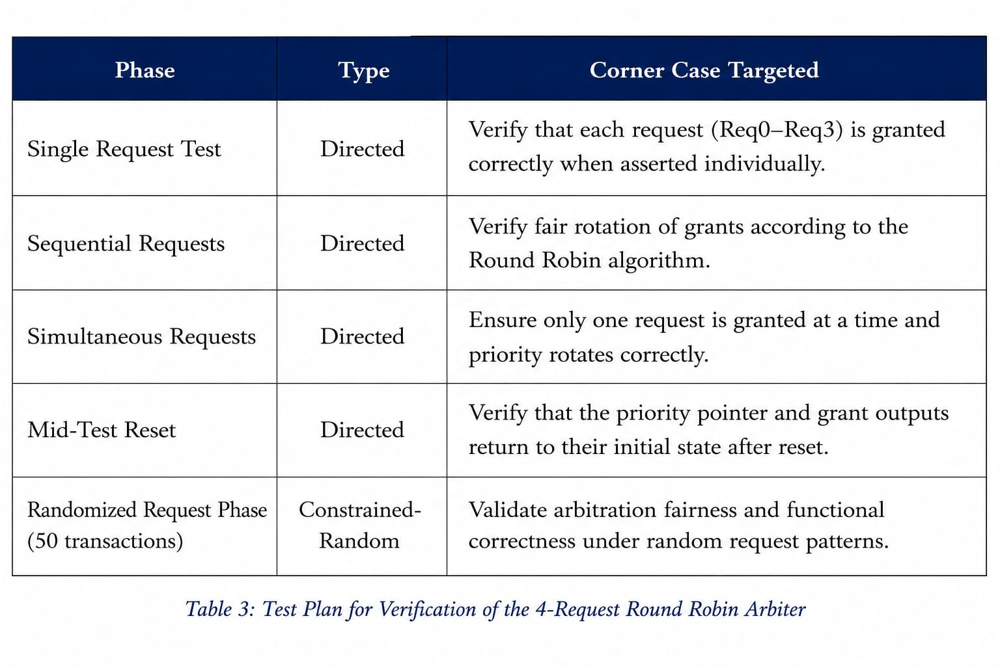 Phase Type Corner Case Targeted
Single Request Test
Directed
Verify that each request (Req0–Req3) is granted
correctly when asserted individually.
Sequential Requests
Directed
Verify fair rotation of grants according to the
Round Robin algorithm.
Simultaneous Requests
Directed
Ensure only one request is granted at a time and
priority rotates correctly.
Mid-Test Reset
Directed
Verify that the priority pointer and grant outputs
return to their initial state after reset.
Randomized Request Phase
(50 transactions)
Constrained-
Random
Validate arbitration fairness and functional
correctness under random request patterns.
Table 3: Test Plan for Verification of the 4-Request Round Robin Arbiter